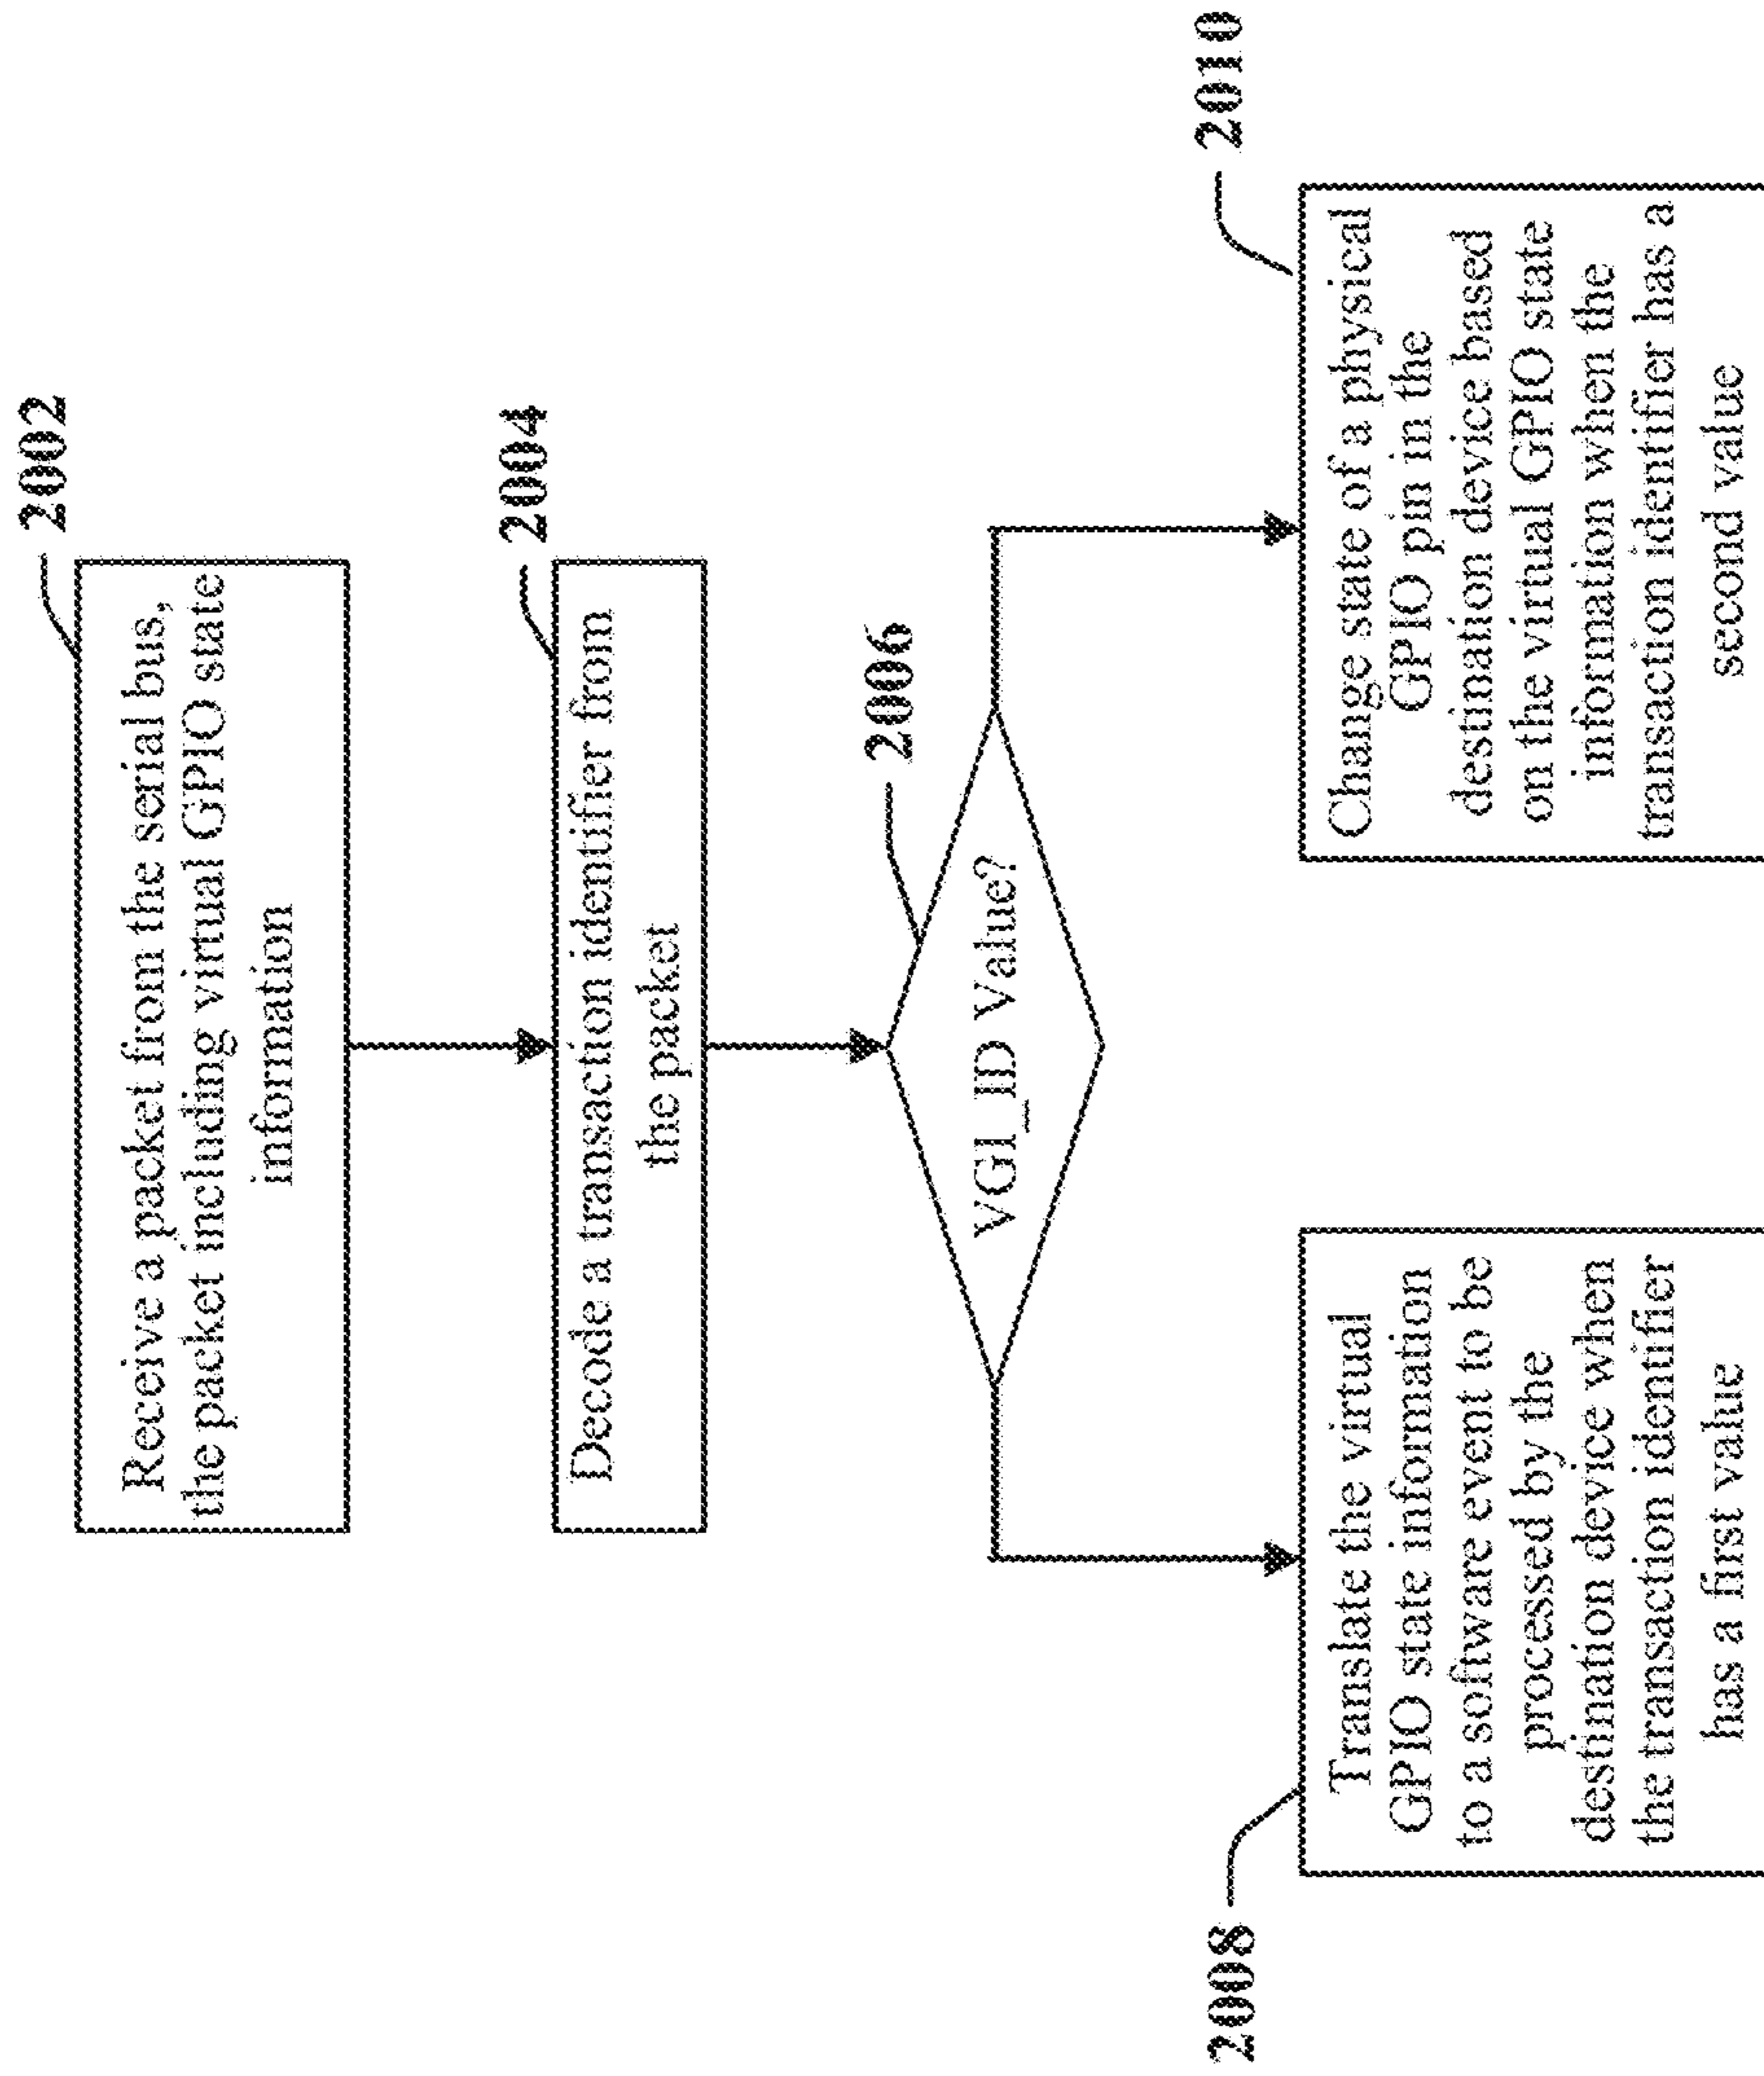 2002
Receive a packet from the serial bus,
the packet including virtual GPIO state
information
2004
Decode a transaction identifier from
the packet
2006
VGI_ID Value?
2008
Translate the virtual
GPIO state information
to a software event to be
processed by the
destination device when
the transaction identifier
has a first value
2010
Change state of a physical
GPIO pin in the
destination device based
on the virtual GPIO state
information when the
transaction identifier has a
second value